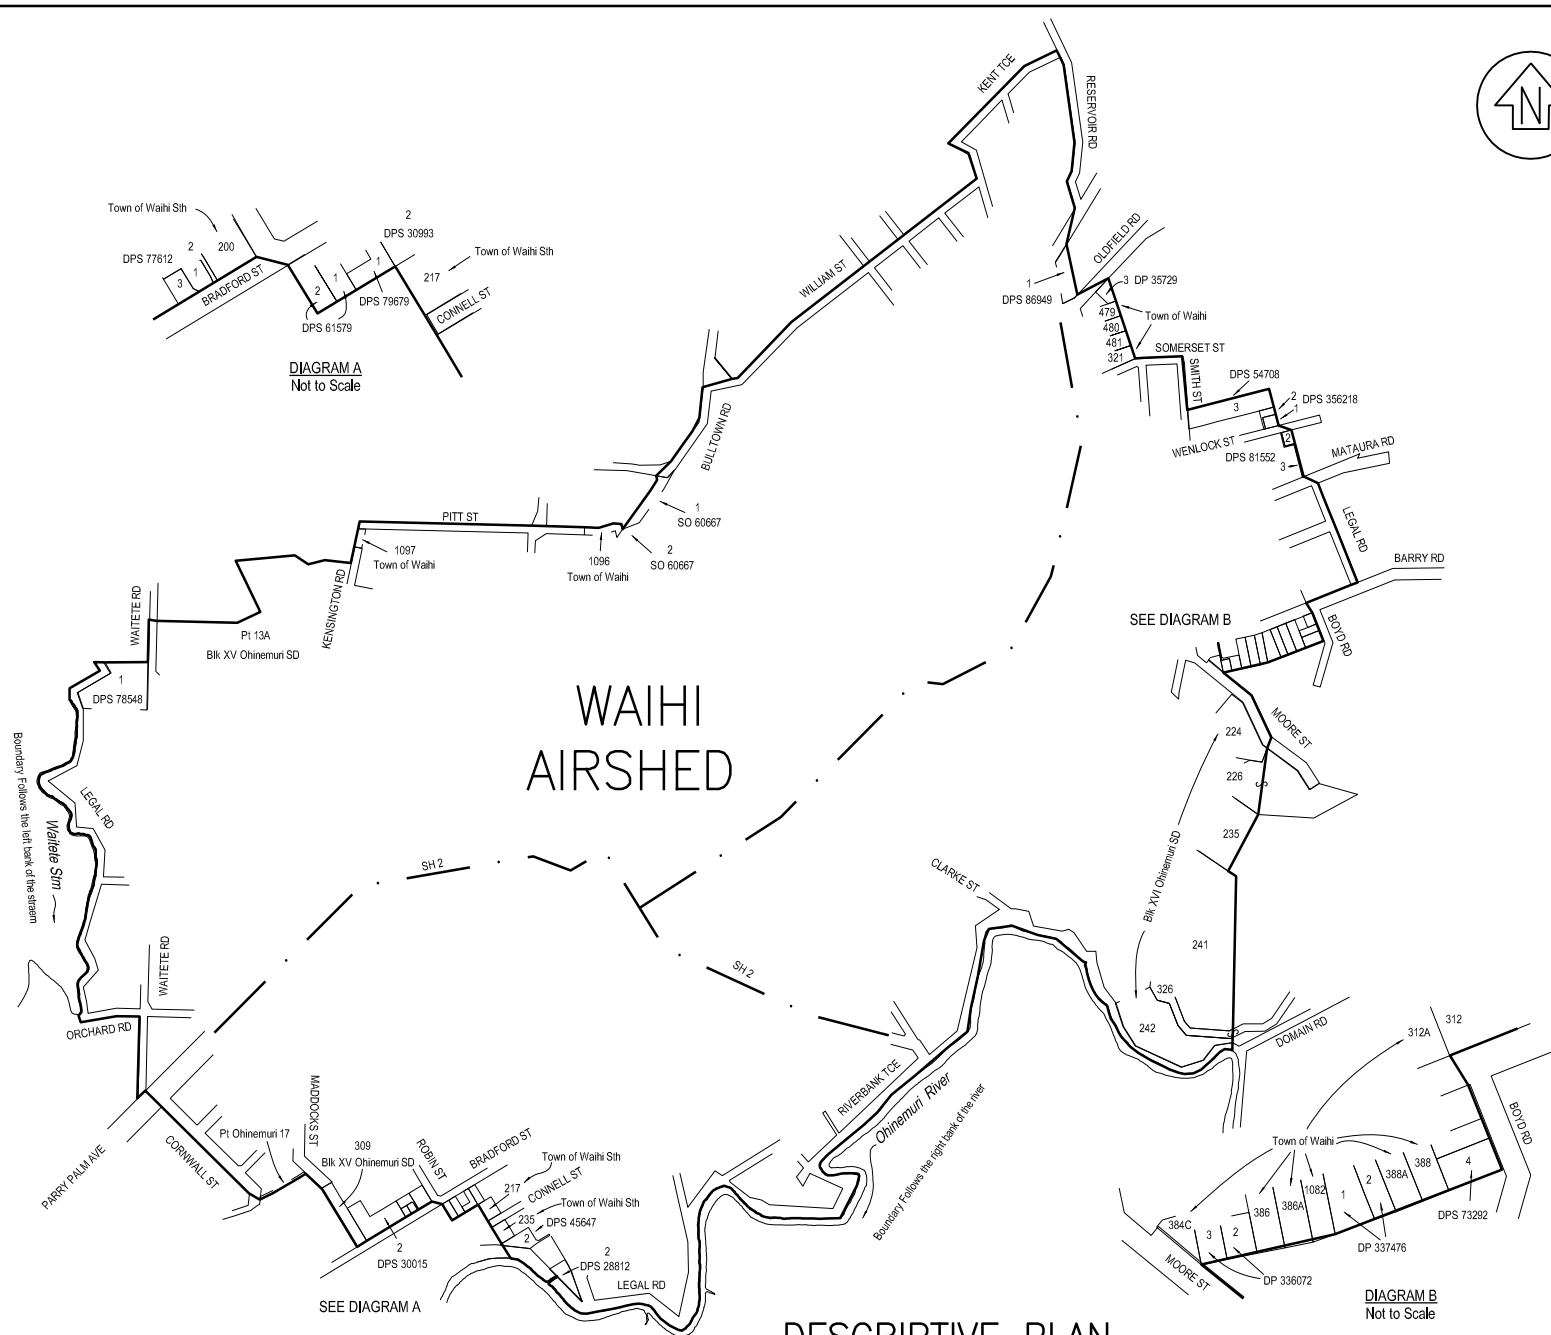 KENT TCE
RESERVOIR RD
N
Town of Waihi Sth
2
200
DPS 77612
1
3
BRADFORD ST
2
DPS 30993
1
1
2
DPS 79679
DPS 61579
217
Town of Waihi Sth
CONNELL ST
DIAGRAM A
Not to Scale
WILLIAM ST
OLDFIELD RD
1
DPS 86949
3 DP 35729
479
480
481
321
Town of Waihi
SOMERSET ST
SMITH ST
DPS 54708
3
2
DPS 356218
1
WENLOCK ST
2
DPS 81552
3
MATAURA RD
LEGAL RD
BARRY RD
BULLTOWN RD
PITT ST
1
SO 60667
2
SO 60667
1096
Town of Waihi
1097
Town of Waihi
KENSINGTON RD
WAITETE RD
Pt 13A
Blk XV Ohinemuri SD
1
DPS 78548
SEE DIAGRAM B
BOYD RD
MOORE ST
WAIHI
AIRSHED
224
226
235
S
Blk XVI Ohinemuri SD
241
326
242
S
DOMAIN RD
Boundary Follows the left bank of the straem
Waitete Stm
LEGAL RD
SH 2
SH 2
CLARKE ST
WAITETE RD
ORCHARD RD
PARRY PALM AVE
CORNWALL ST
Pt Ohinemuri 17
MADDOCKS ST
309
Blk XV Ohinemuri SD
ROBIN ST
BRADFORD ST
Town of Waihi Sth
217
CONNELL ST
Town of Waihi Sth
235
DPS 45647
2
2
DPS 28812
2
DPS 30015
LEGAL RD
SEE DIAGRAM A
RIVERBANK TCE
Ohinemuri River
Boundary Follows the right bank of the river
312A
312
BOYD RD
Town of Waihi
384C
3
2
386
386A
1082
1
2
388A
388
4
DPS 73292
DP 337476
DP 336072
MOORE ST
DIAGRAM B
Not to Scale
DESCRIPTIVE PLAN